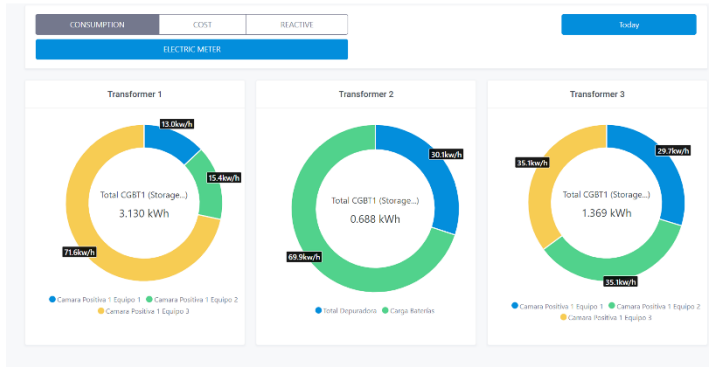 CONSUMPTION COST REACTIVE Today
ELECTRIC METER
Transformer 1
13.0kw/h
15.4kw/h
Total CGBT1 (Storage...)
3.130 kWh
71.6kw/h
Camara Positiva 1 Equipo 1 Camara Positiva 1 Equipo 2
Camara Positiva 1 Equipo 3
Transformer 2
30.1kw/h
Total CGBT1 (Storage...)
0.688 kWh
69.9kw/h
Total Depuradora Carga Baterías
Transformer 3
29.7kw/h
35.1kw/h
Total CGBT1 (Storage...)
1.369 kWh
35.1kw/h
Camara Positiva 1 Equipo 1 Camara Positiva 1 Equipo 2
Camara Positiva 1 Equipo 3